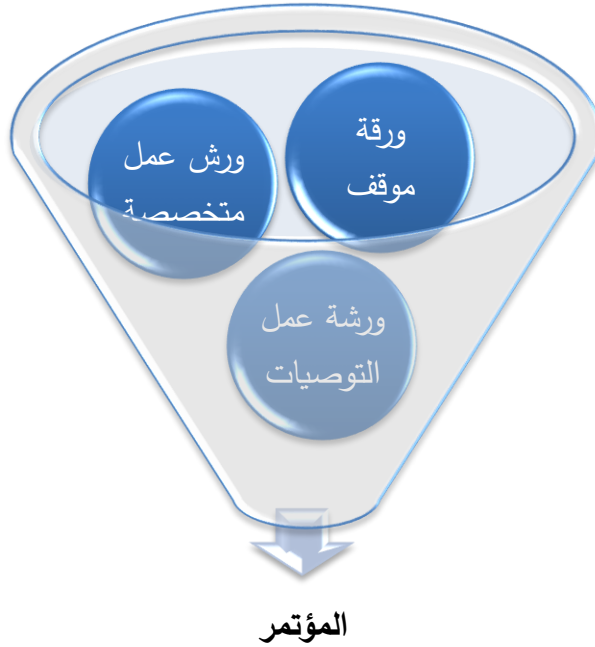 ورقة
موقف
ورش عمل
متخصصة
ورشة عمل
التوصيات
المؤتمر